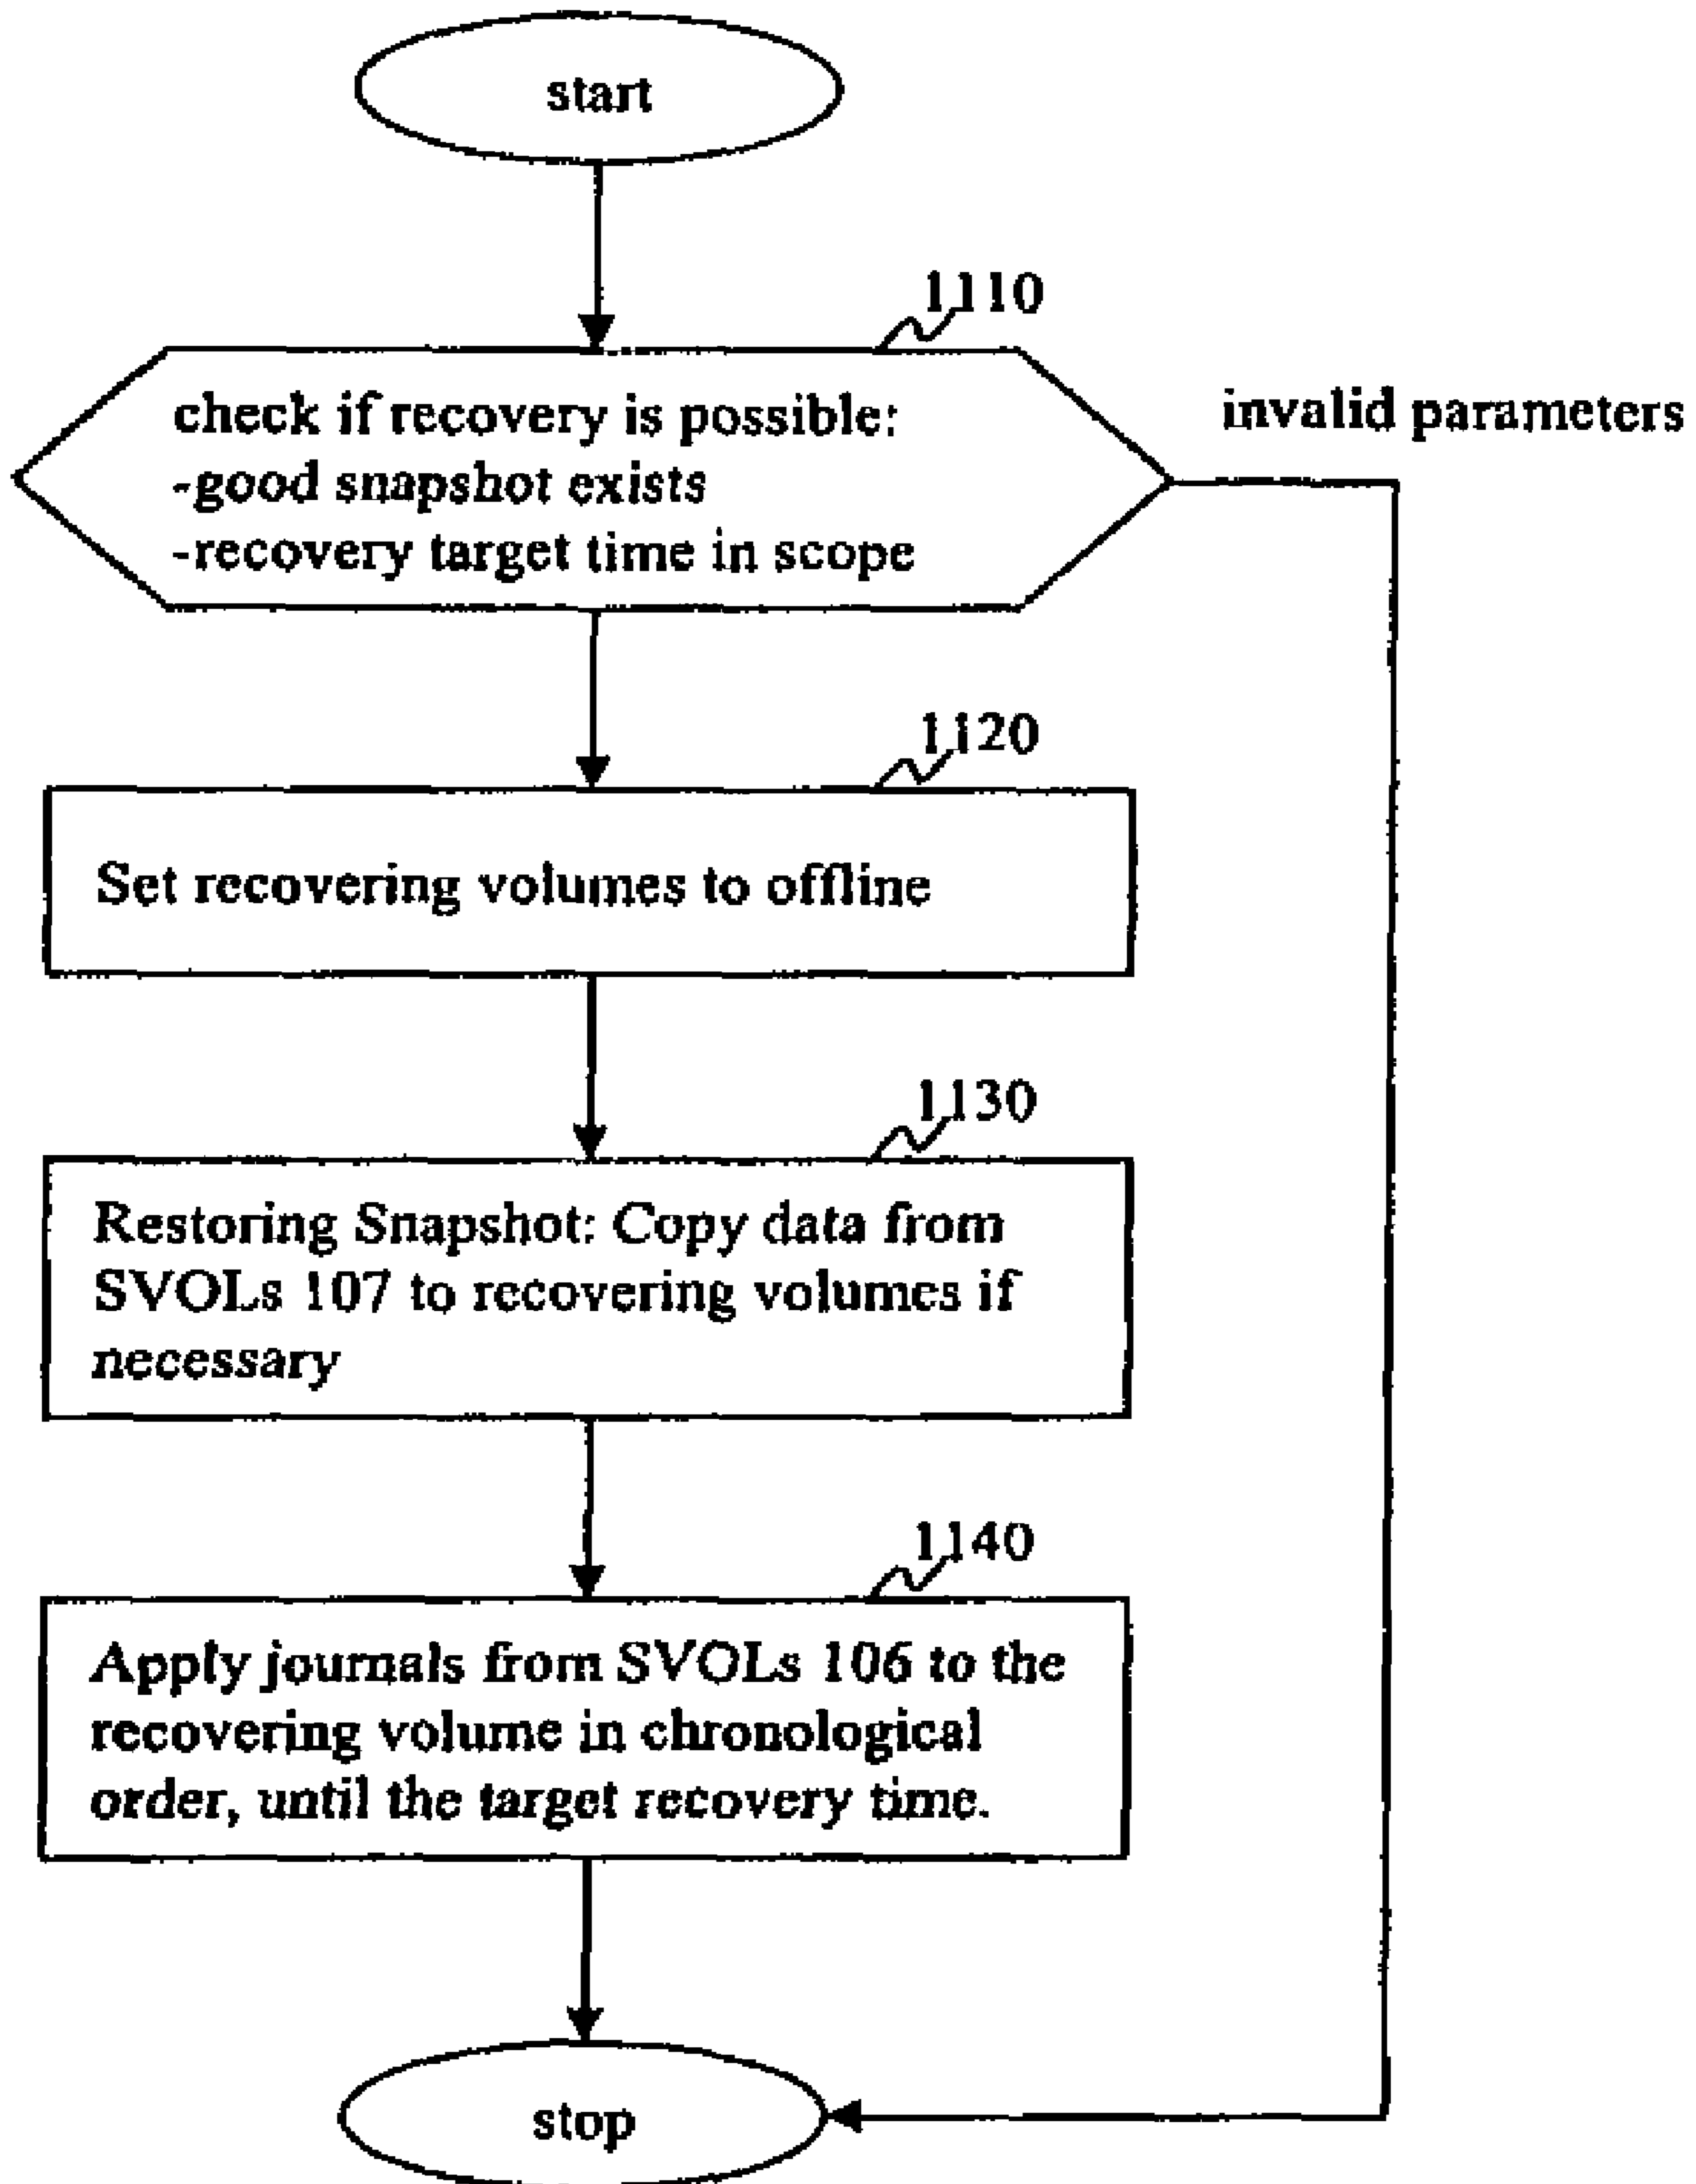 start
1110
check if recovery is possible:
-good snapshot exists
-recovery target time in scope
invalid parameters
1120
Set recovering volumes to offline
1130
Restoring Snapshot: Copy data from
SVOLs 107 to recovering volumes if
necessary
1140
Apply journals from SVOLs 106 to the
recovering volume in chronological
order, until the target recovery time.
stop